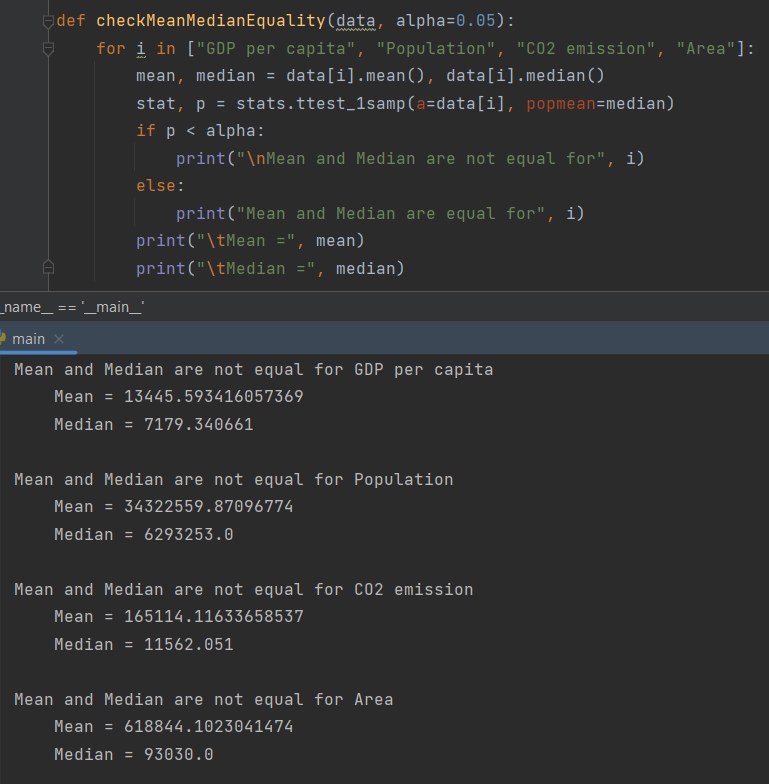 def checkMeanMedianEquality(data, alpha=0.05):
    for i in ["GDP per capita", "Population", "CO2 emission", "Area"]:
        mean, median = data[i].mean(), data[i].median()
        stat, p = stats.ttest_1samp(a=data[i], popmean=median)
        if p < alpha:
            print("\nMean and Median are not equal for", i)
        else:
            print("Mean and Median are equal for", i)
        print("\tMean =", mean)
        print("\tMedian =", median)
_name__ == '__main__'
main
Mean and Median are not equal for GDP per capita
    Mean = 13445.593416057369
    Median = 7179.340661
Mean and Median are not equal for Population
    Mean = 34322559.87096774
    Median = 6293253.0
Mean and Median are not equal for CO2 emission
    Mean = 165114.11633658537
    Median = 11562.051
Mean and Median are not equal for Area
    Mean = 618844.1023041474
    Median = 93030.0